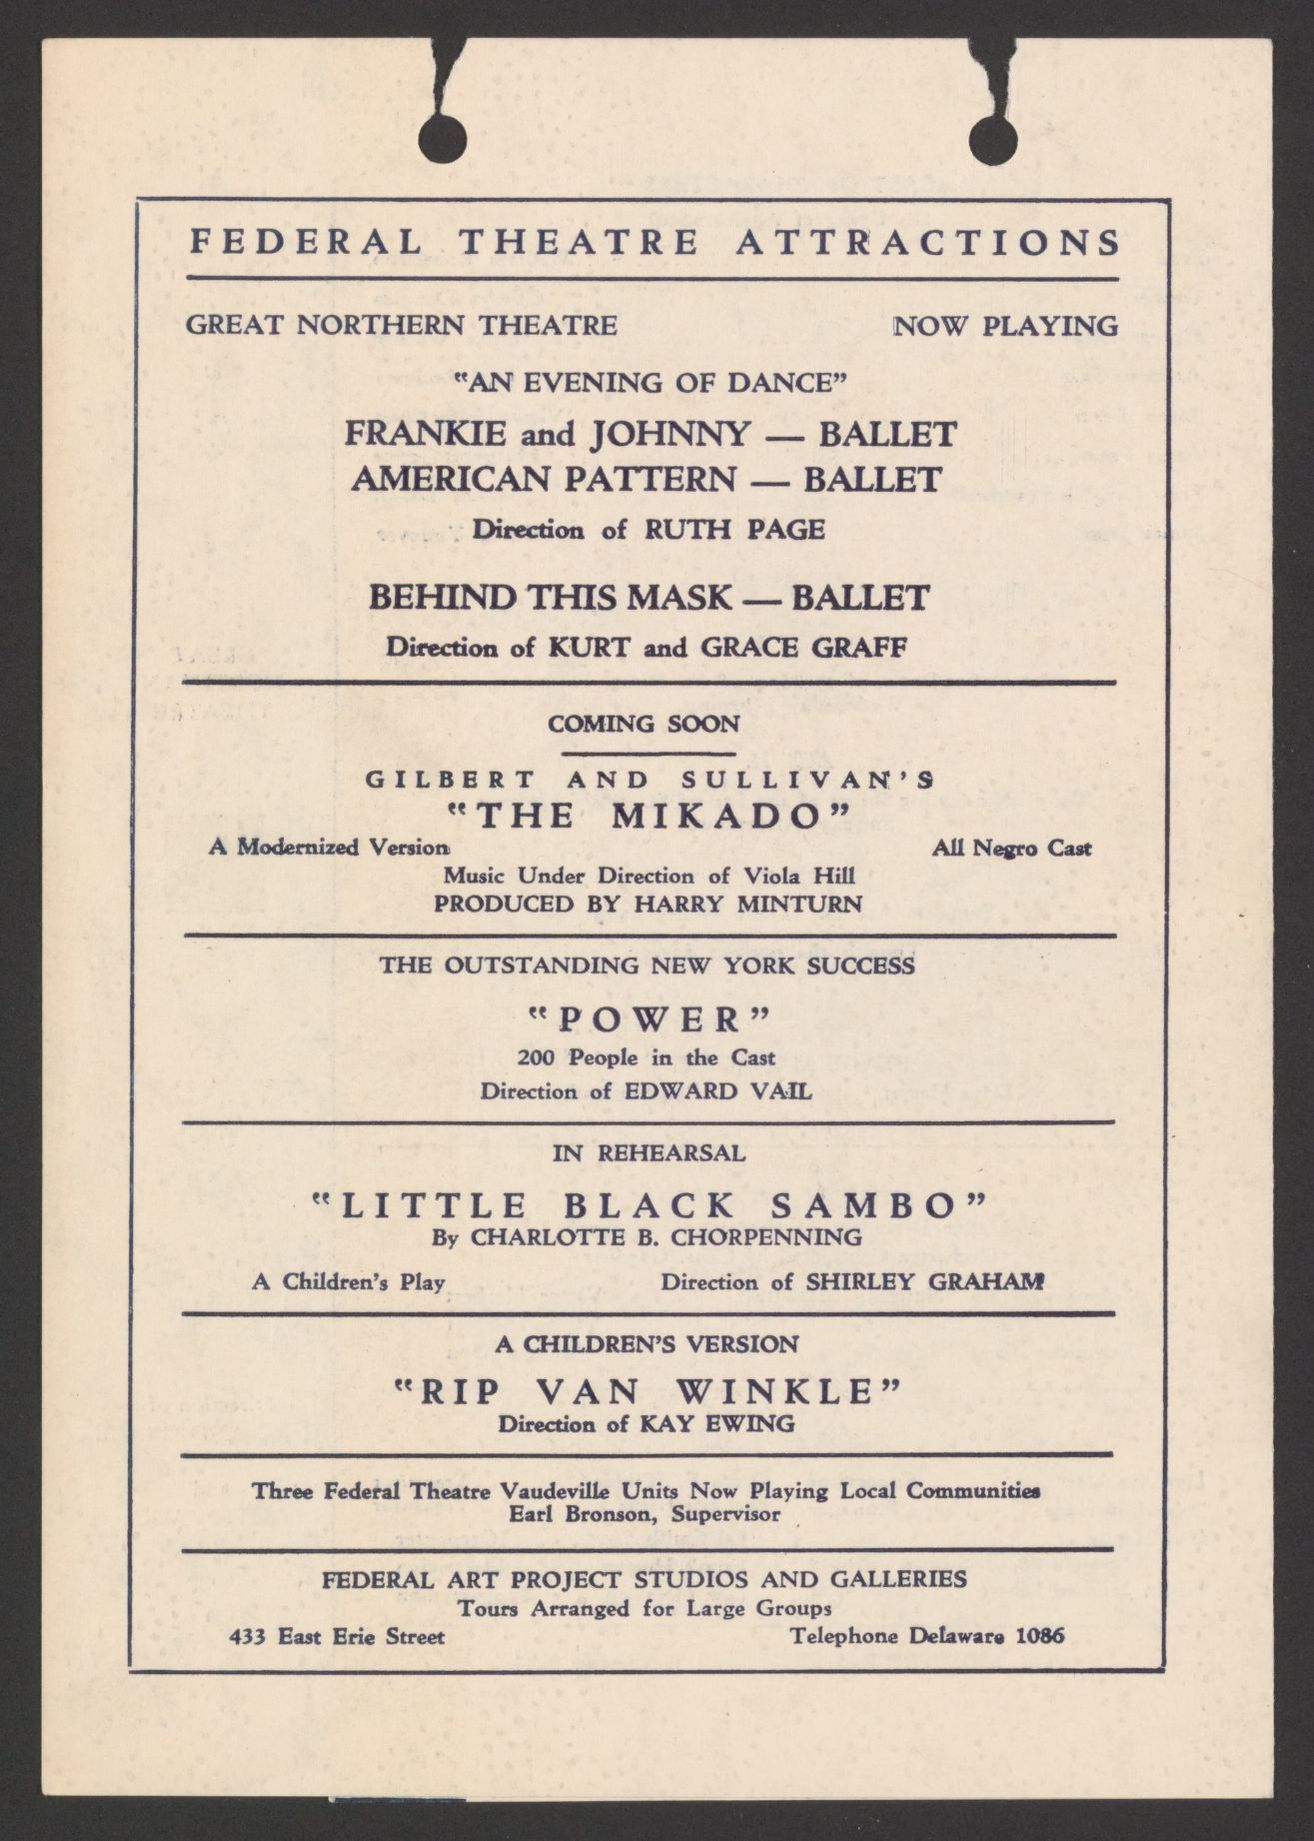 FEDERAL THEATRE ATTRACTIONS
GREAT NORTHERN THEATRE NOW PLAYING
"AN EVENING OF DANCE"
FRANKIE and JOHNNY — BALLET
AMERICAN PATTERN — BALLET
Direction of RUTH PAGE
BEHIND THIS MASK — BALLET
Direction of KURT and GRACE GRAFF
COMING SOON
GILBERT AND SULLIVAN'S
"THE MIKADO"
A Modernized Version All Negro Cast
Music Under Direction of Viola Hill
PRODUCED BY HARRY MINTURN
THE OUTSTANDING NEW YORK SUCCESS
"POWER"
200 People in the Cast
Direction of EDWARD VAIL
IN REHEARSAL
"LITTLE BLACK SAMBO"
By CHARLOTTE B. CHORPENNING
A Children's Play Direction of SHIRLEY GRAHAM
A CHILDREN'S VERSION
"RIP VAN WINKLE"
Direction of KAY EWING
Three Federal Theatre Vaudeville Units Now Playing Local Communities
Earl Bronson, Supervisor
FEDERAL ART PROJECT STUDIOS AND GALLERIES
Tours Arranged for Large Groups
433 East Erie Street Telephone Delaware 1086